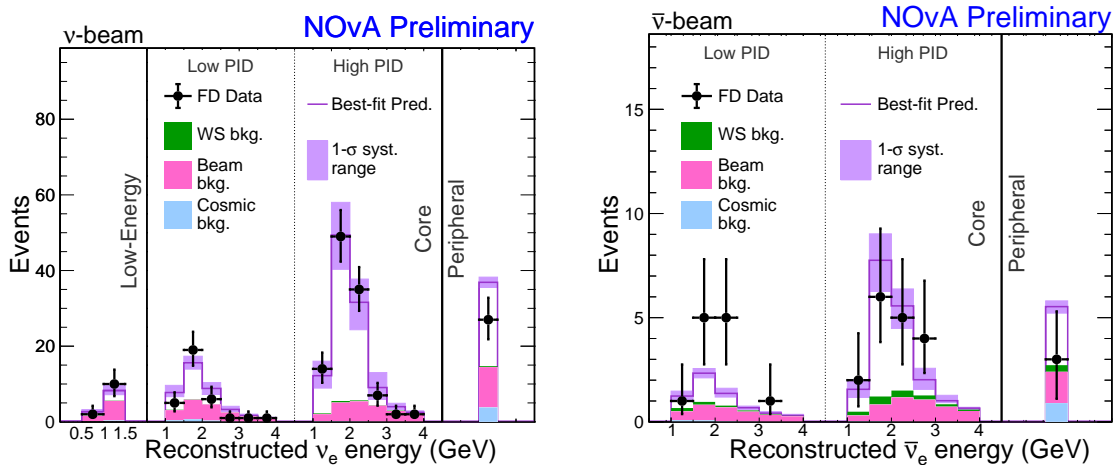 ν-beam
NOvA Preliminary
Low PID
High PID
FD Data
WS bkg.
Beam bkg.
Cosmic bkg.
Best-fit Pred.
1-σ syst. range
Low-Energy
Core
Peripheral
Events
0
20
40
60
80
0.5 1 1.5
1 2 3 4
1 2 3 4
Reconstructed νe energy (GeV)
ν̅-beam
NOvA Preliminary
Low PID
High PID
FD Data
WS bkg.
Beam bkg.
Cosmic bkg.
Best-fit Pred.
1-σ syst. range
Core
Peripheral
Events
0
5
10
15
1 2 3 4
1 2 3 4
Reconstructed ν̅e energy (GeV)